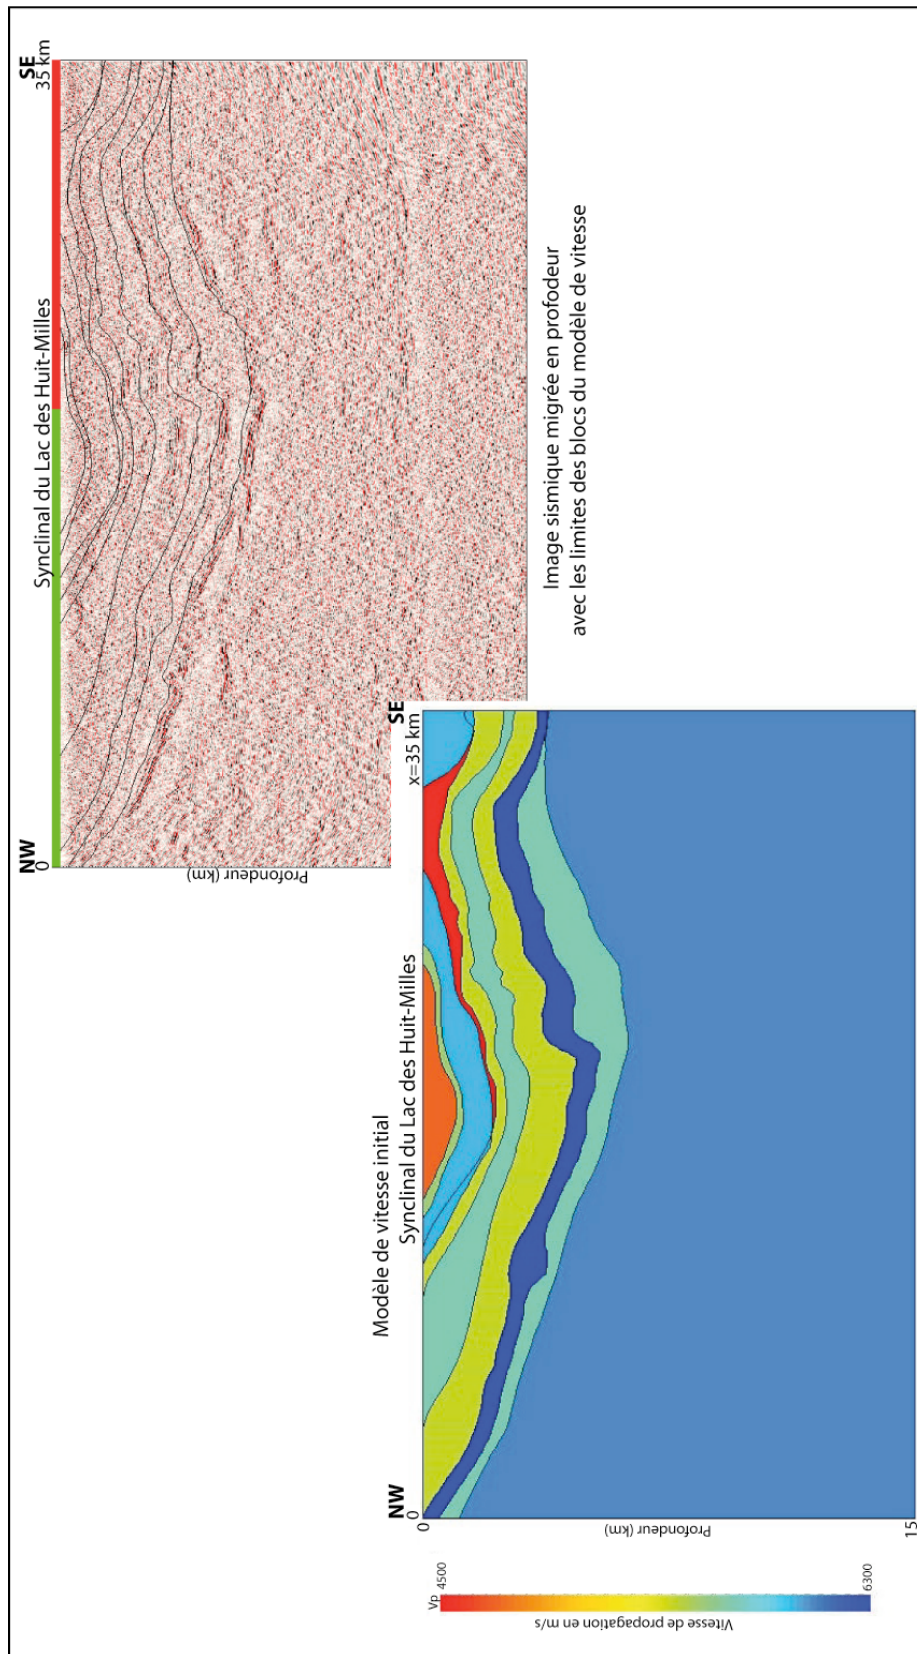 NW
SE
0
35 km
Synclinal du Lac des Huit-Milles
Profondeur (km)
Image sismique migrée en profodeur
avec les limites des blocs du modèle de vitesse
Modèle de vitesse initial
Synclinal du Lac des Huit-Milles
NW
SE
0
x=35 km
0
Profondeur (km)
15
Vp
4500
6300
Vitesse de propagation en m/s